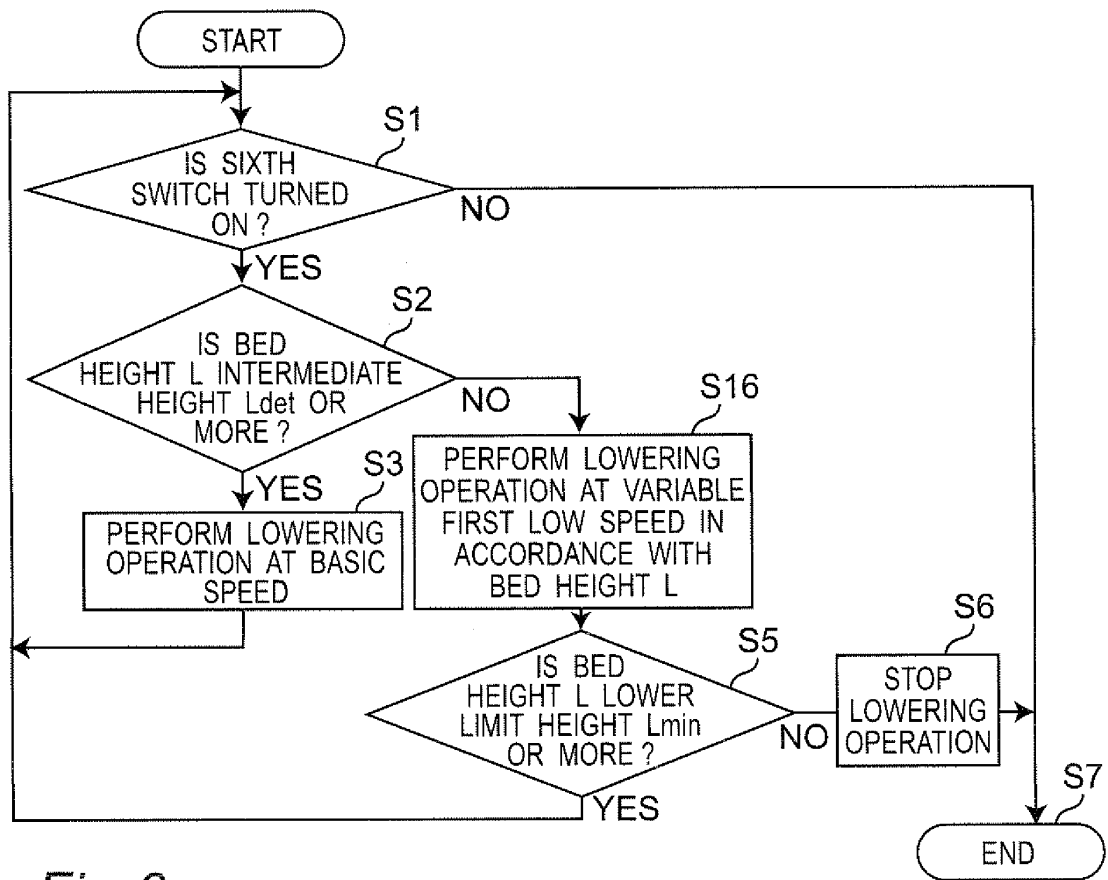 START
S1
IS SIXTH
SWITCH TURNED
ON ?
NO
YES
S2
IS BED
HEIGHT L INTERMEDIATE
HEIGHT Ldet OR
MORE ?
NO
YES
S3
PERFORM LOWERING
OPERATION AT BASIC
SPEED
S16
PERFORM LOWERING
OPERATION AT VARIABLE
FIRST LOW SPEED IN
ACCORDANCE WITH
BED HEIGHT L
S5
IS BED
HEIGHT L LOWER
LIMIT HEIGHT Lmin
OR MORE ?
NO
YES
S6
STOP
LOWERING
OPERATION
S7
END